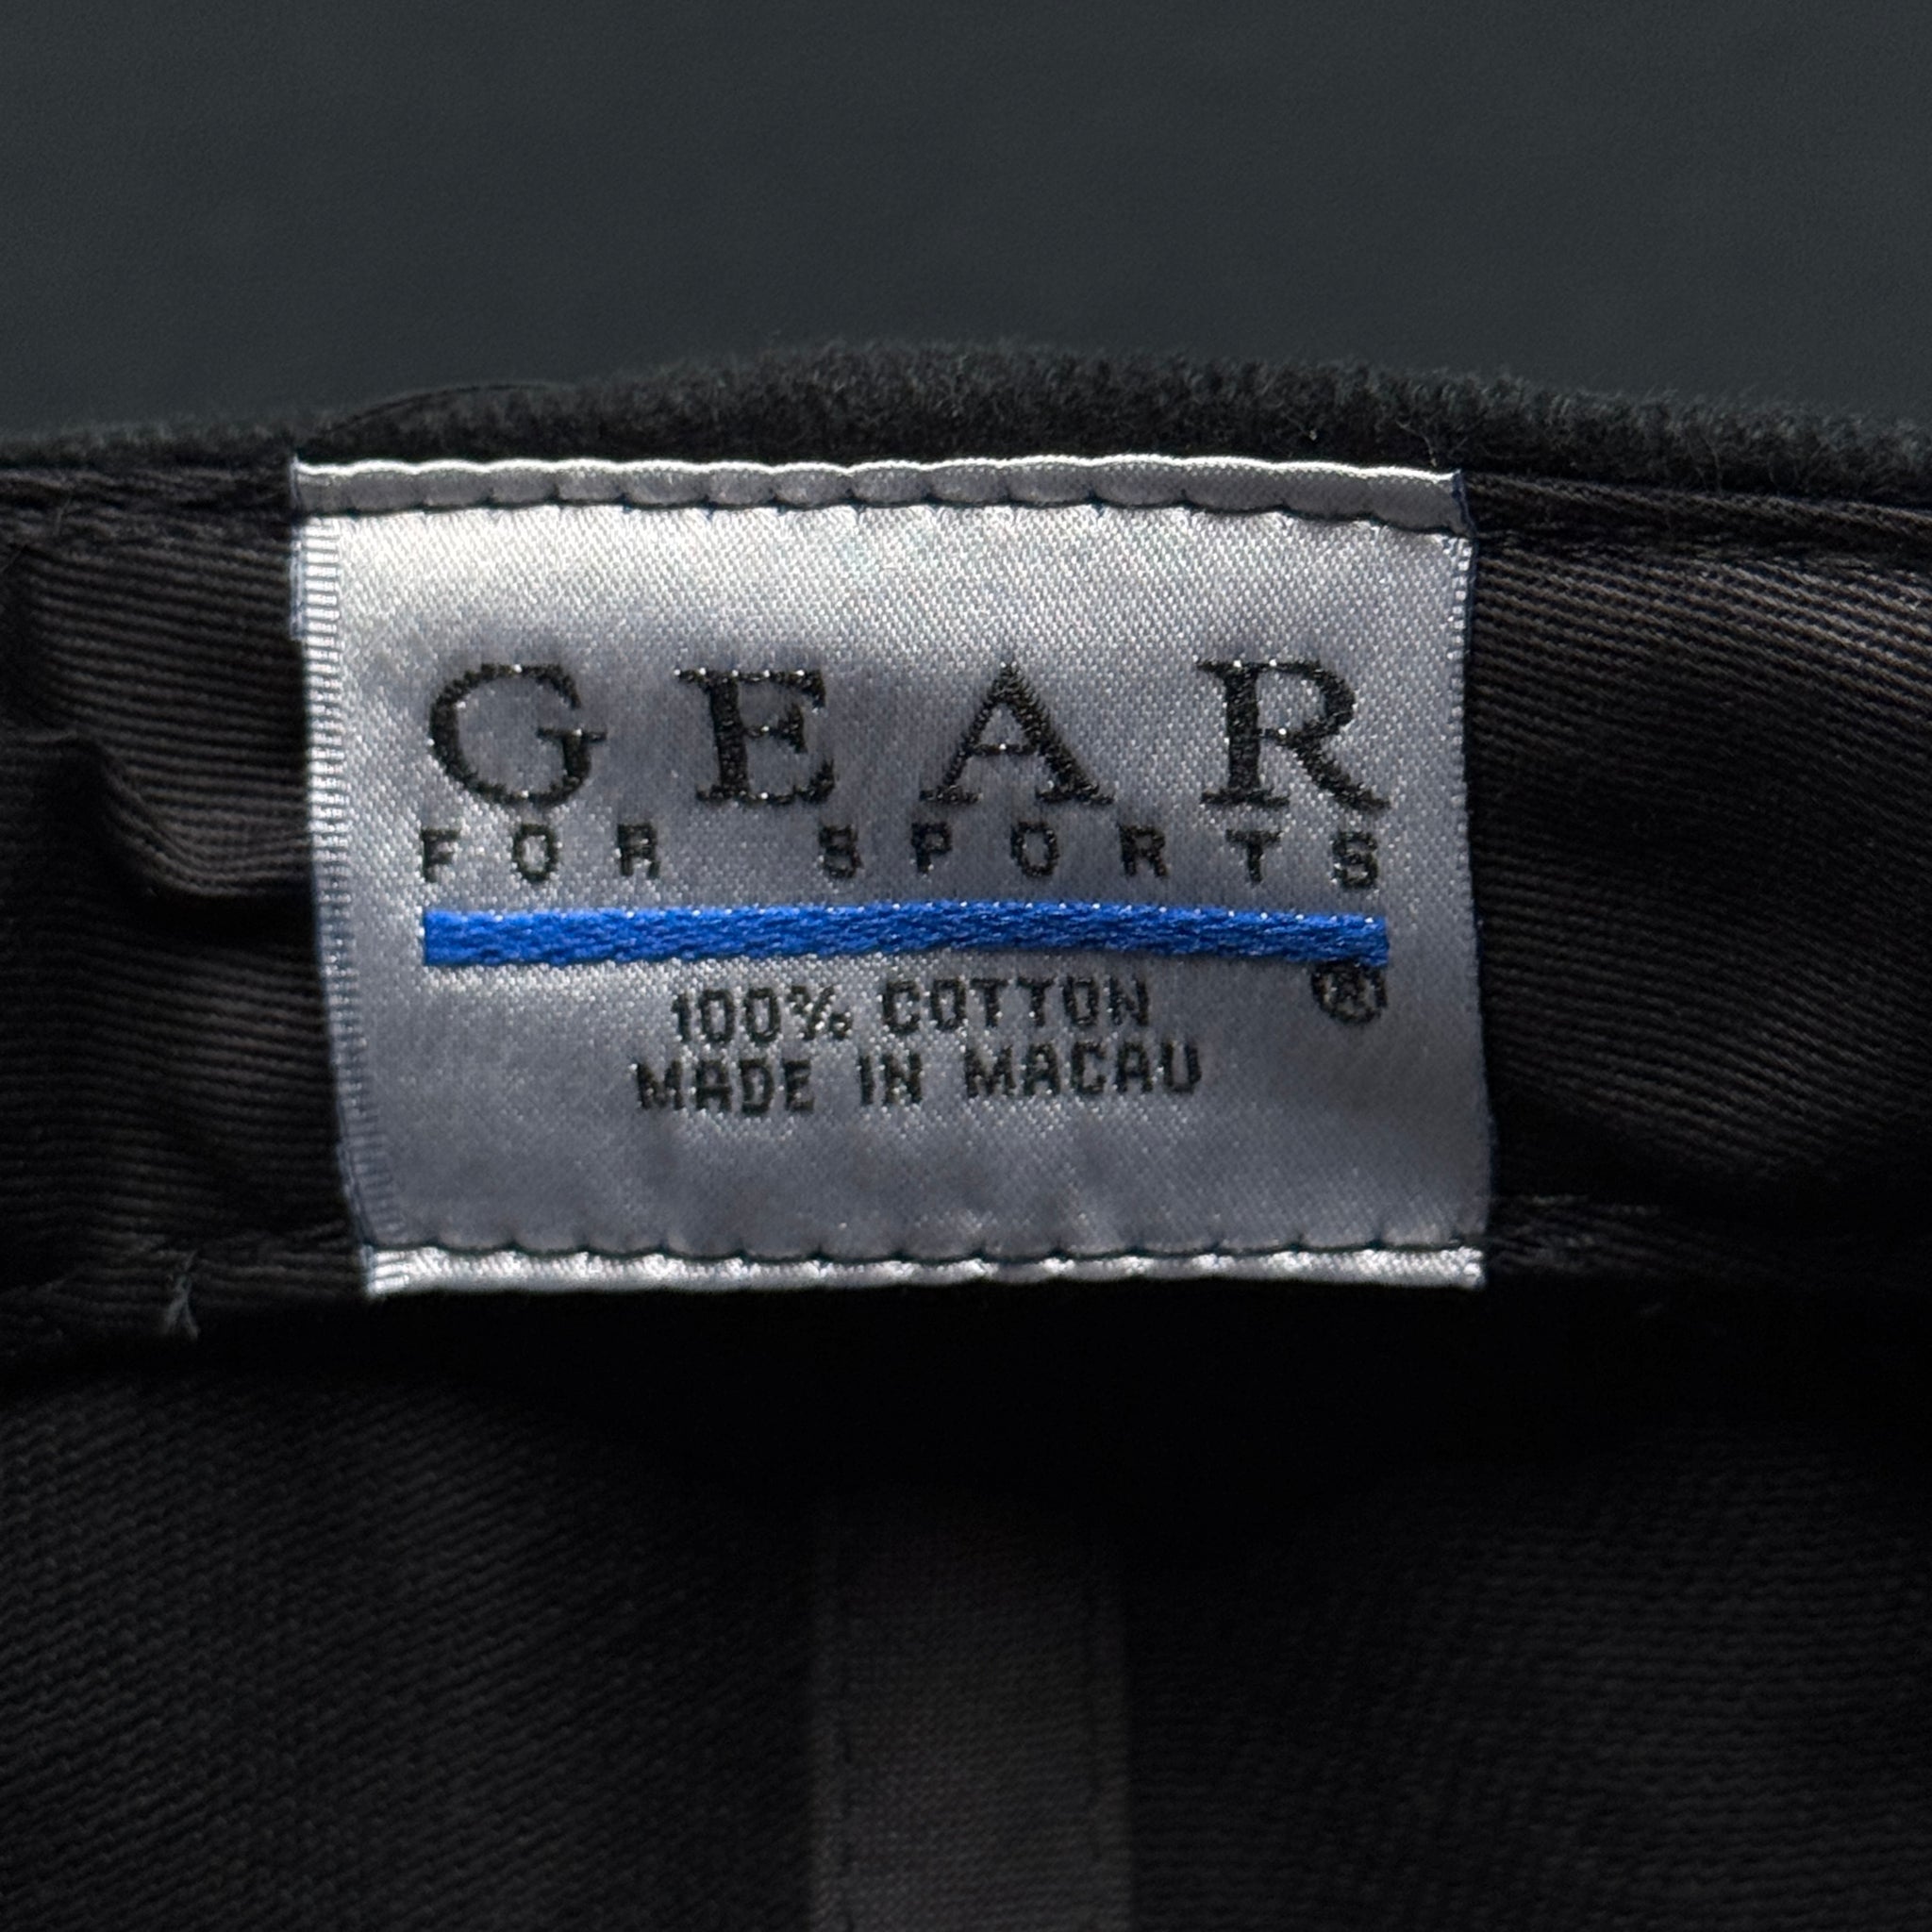 GEAR
FOR SPORTS
®
100% COTTON
MADE IN MACAU